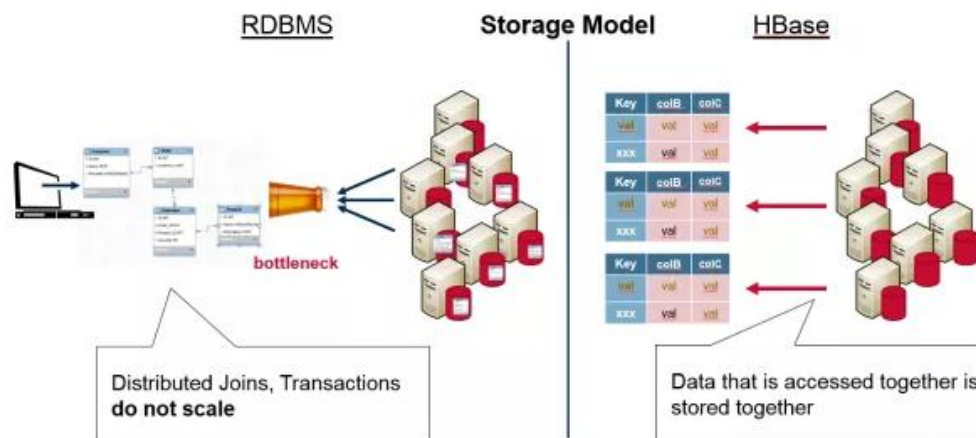 RDBMS
Storage Model
HBase
Key colB colC
val val val
xxx val val
Key colB colC
val val val
xxx val val
Key colB colC
val val val
xxx val val
bottleneck
Distributed Joins, Transactions
do not scale
Data that is accessed together is
stored together